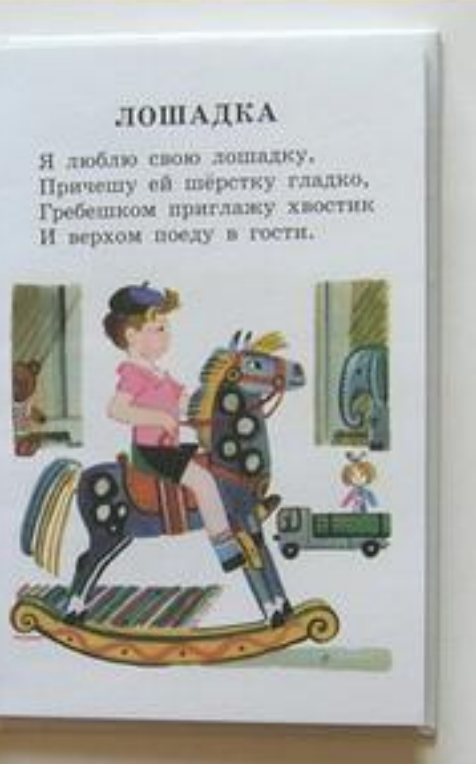 ЛОШАДКА
Я люблю свою лошадку,
Причешу ей шёрстку гладко,
Гребешком приглажу хвостик
И верхом поеду в гости.